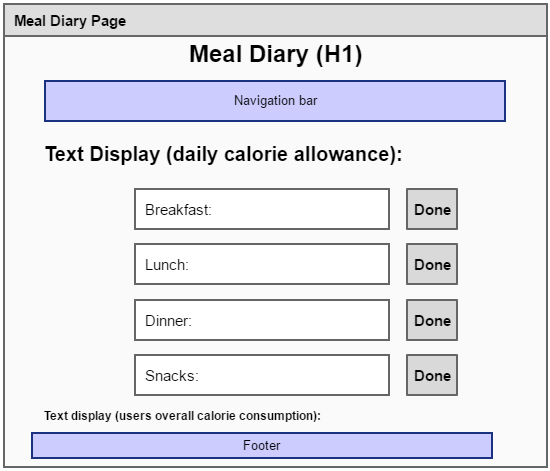 Meal Diary Page
Meal Diary (H1)
Navigation bar
Text Display (daily calorie allowance):
Breakfast: Done
Lunch: Done
Dinner: Done
Snacks: Done
Text display (users overall calorie consumption):
Footer